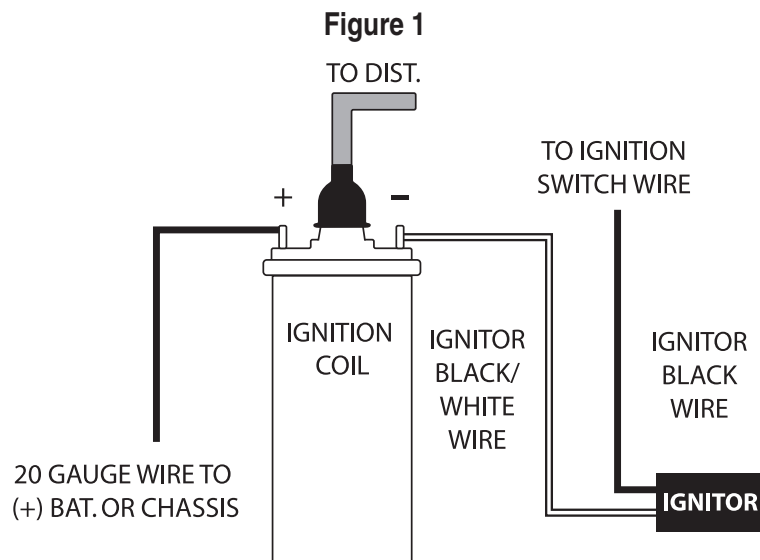 Figure 1
TO DIST.
TO IGNITION
SWITCH WIRE
+ −
IGNITION
COIL
IGNITOR
BLACK/
WHITE
WIRE
IGNITOR
BLACK
WIRE
20 GAUGE WIRE TO
(+) BAT. OR CHASSIS
IGNITOR